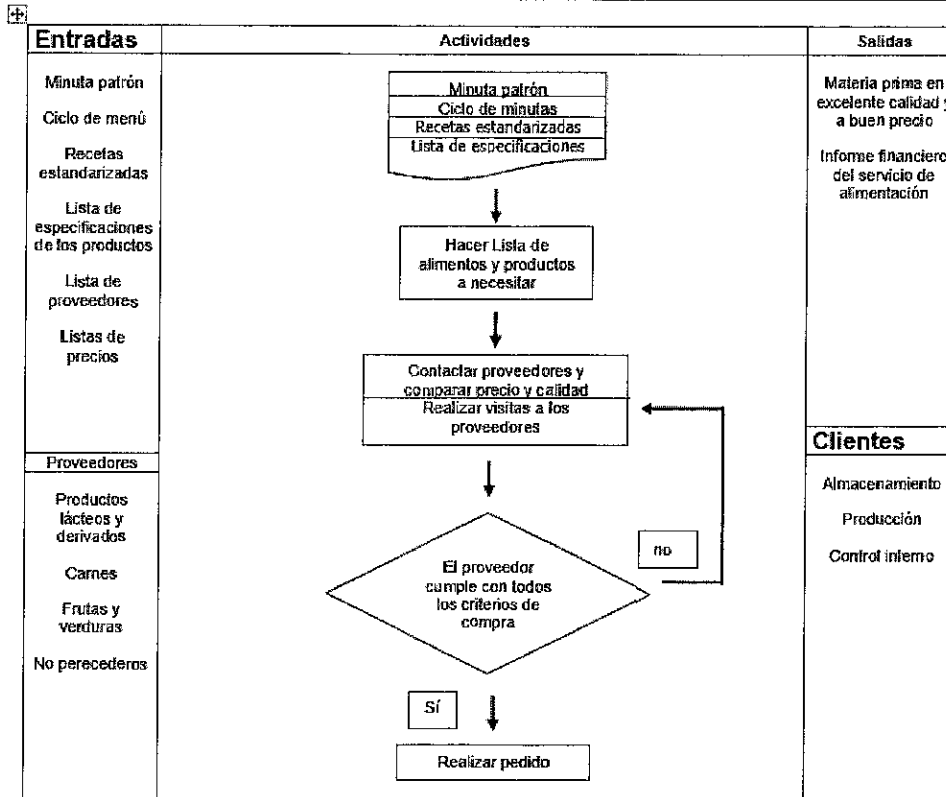 Entradas
Actividades
Salidas
Minuta patrón
Ciclo de menú
Recetas
estandarizadas
Lista de
especificaciones
de los productos
Lista de
proveedores
Listas de
precios
Proveedores
Productos
lácteos y
derivados
Carnes
Frutas y
verduras
No perecederos
Minuta patrón
Ciclo de minutas
Recetas estandarizadas
Lista de especificaciones
Hacer Lista de
alimentos y productos
a necesitar
Contactar proveedores y
comparar precio y calidad
Realizar visitas a los
proveedores
El proveedor
cumple con todos
los criterios de
compra
no
Sí
Realizar pedido
Materia prima en
excelente calidad y
a buen precio
Informe financiero
del servicio de
alimentación
Clientes
Almacenamiento
Producción
Control interno